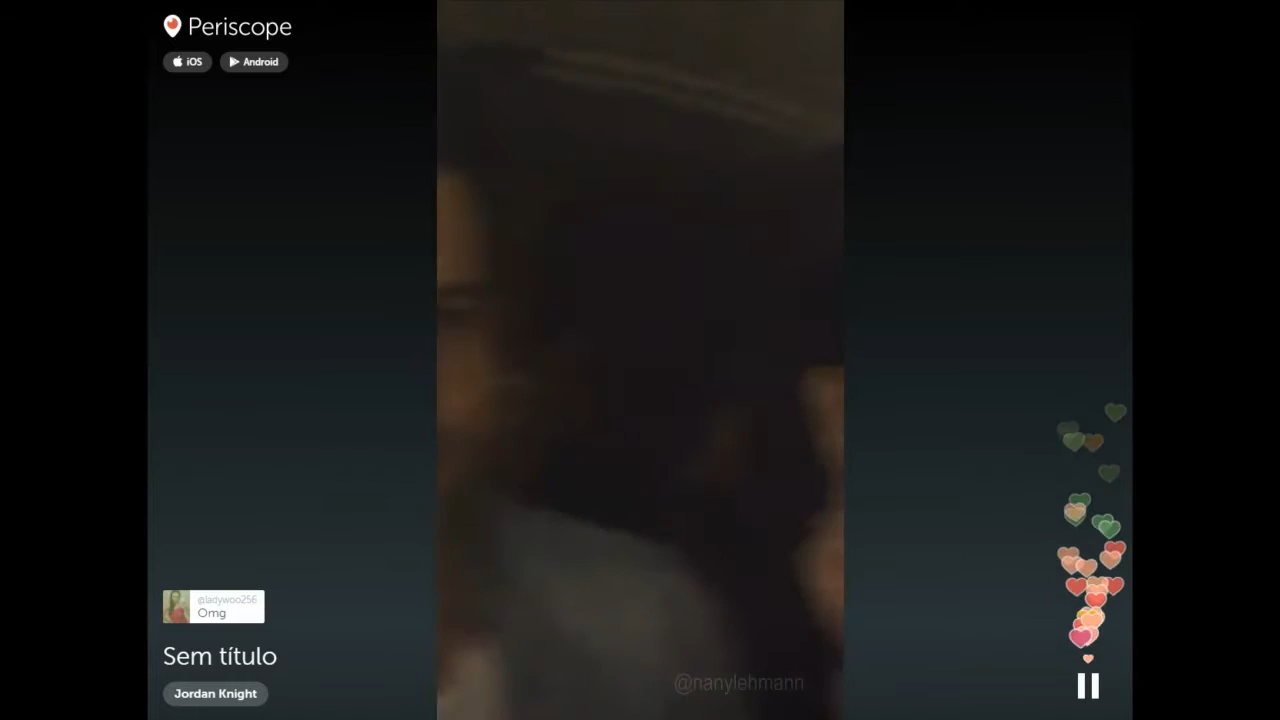 Periscope
iOS
Android
@ladywoo256
Omg
Sem título
Jordan Knight
@nanylehmann